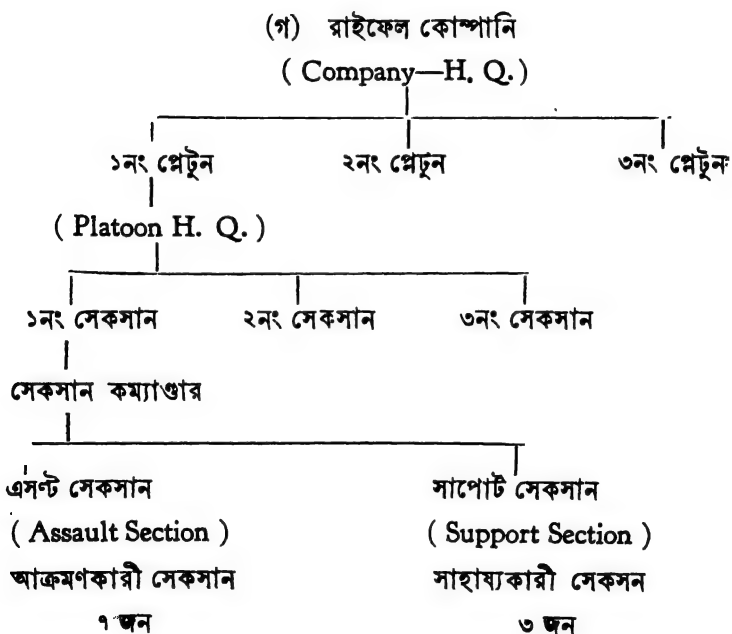 (গ) রাইফেল কোম্পানি
( Company—H. Q. )
১নং প্লেটুন ২নং প্লেটুন ৩নং প্লেটুন
( Platoon H. Q. )
১নং সেকসান ২নং সেকসান ৩নং সেকসান
সেকসান কম্যাণ্ডার
এসল্ট সেকসান সাপোর্ট সেকসান
( Assault Section ) ( Support Section )
আক্রমণকারী সেকসান সাহায্যকারী সেকসন
৭ জন ৩ জন